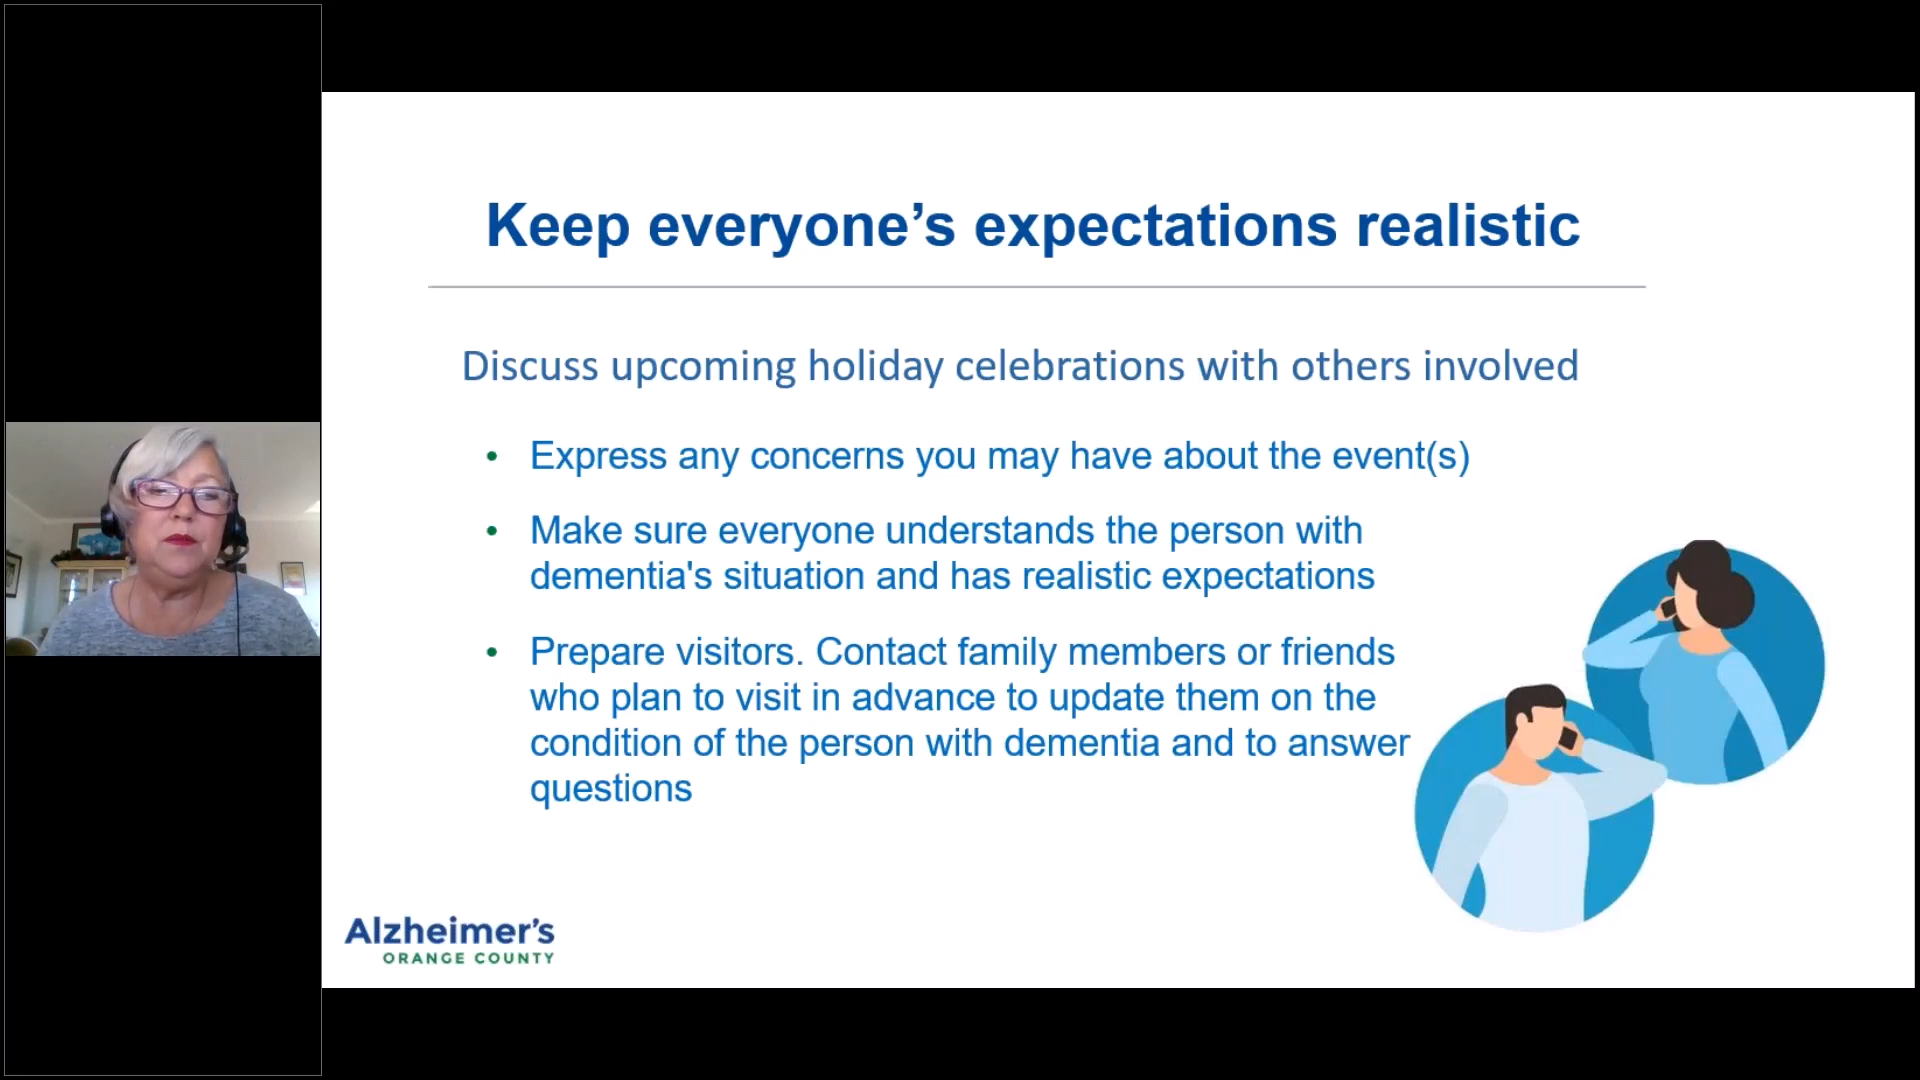 Keep everyone’s expectations realistic
Discuss upcoming holiday celebrations with others involved
• Express any concerns you may have about the event(s)
• Make sure everyone understands the person with
dementia's situation and has realistic expectations
• Prepare visitors. Contact family members or friends
who plan to visit in advance to update them on the
condition of the person with dementia and to answer
questions
Alzheimer’s
ORANGE COUNTY